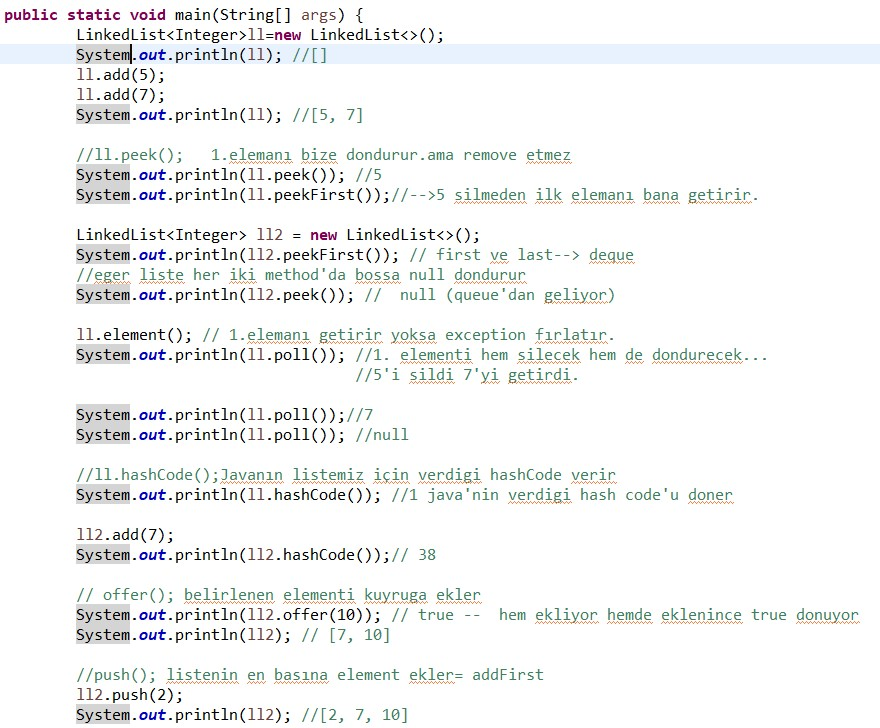 public static void main(String[] args) {
LinkedList<Integer>ll=new LinkedList<>();
System.out.println(ll); //[]
ll.add(5);
ll.add(7);
System.out.println(ll); //[5, 7]
//ll.peek();   1.elemanı bize dondurur.ama remove etmez
System.out.println(ll.peek()); //5
System.out.println(ll.peekFirst());//-->5 silmeden ilk elemanı bana getirir.
LinkedList<Integer> ll2 = new LinkedList<>();
System.out.println(ll2.peekFirst()); // first ve last--> deque
//eger liste her iki method'da bossa null dondurur
System.out.println(ll2.peek()); //  null (queue'dan geliyor)
ll.element(); // 1.elemanı getirir yoksa exception fırlatır.
System.out.println(ll.poll()); //1. elementi hem silecek hem de dondurecek...
//5'i sildi 7'yi getirdi.
System.out.println(ll.poll());//7
System.out.println(ll.poll()); //null
//ll.hashCode();Javanın listemiz için verdigi hashCode verir
System.out.println(ll.hashCode()); //1 java'nin verdigi hash code'u doner
ll2.add(7);
System.out.println(ll2.hashCode());// 38
// offer(); belirlenen elementi kuyruga ekler
System.out.println(ll2.offer(10)); // true --  hem ekliyor hemde eklenince true donuyor
System.out.println(ll2); // [7, 10]
//push(); listenin en basına element ekler= addFirst
ll2.push(2);
System.out.println(ll2); //[2, 7, 10]